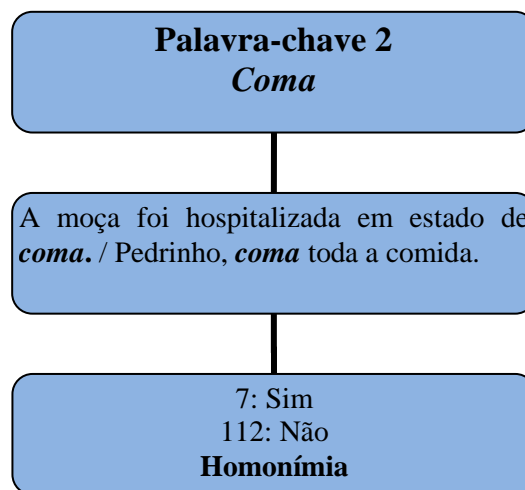 Palavra-chave 2
Coma
A moça foi hospitalizada em estado de
coma. / Pedrinho, coma toda a comida.
7: Sim
112: Não
Homonímia